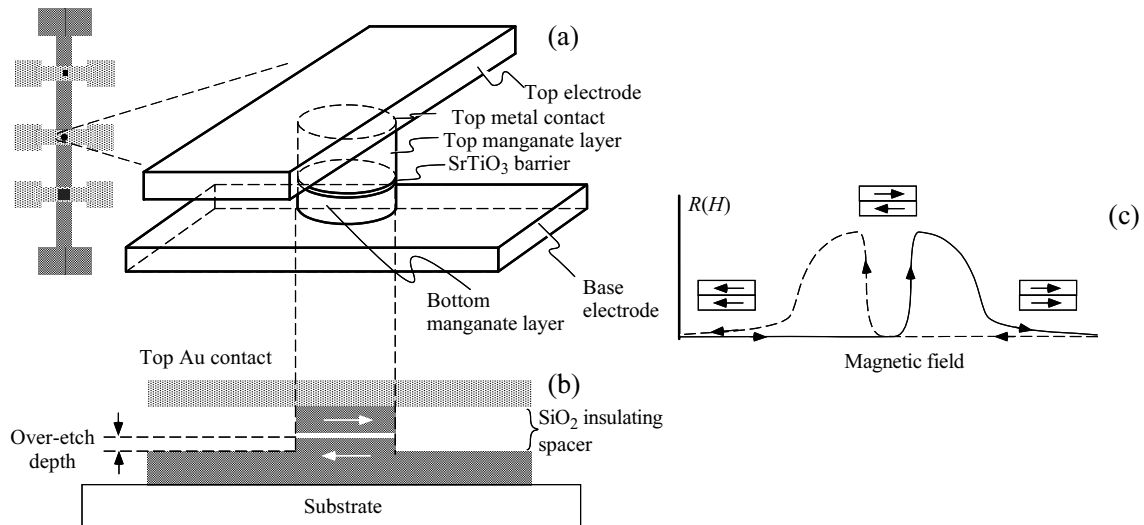 (a)
Top electrode
Top metal contact
Top manganate layer
SrTiO3 barrier
Bottom
manganate layer
Base
electrode
(b)
Top Au contact
SiO2 insulating
spacer
Over-etch
depth
Substrate
(c)
R(H)
Magnetic field